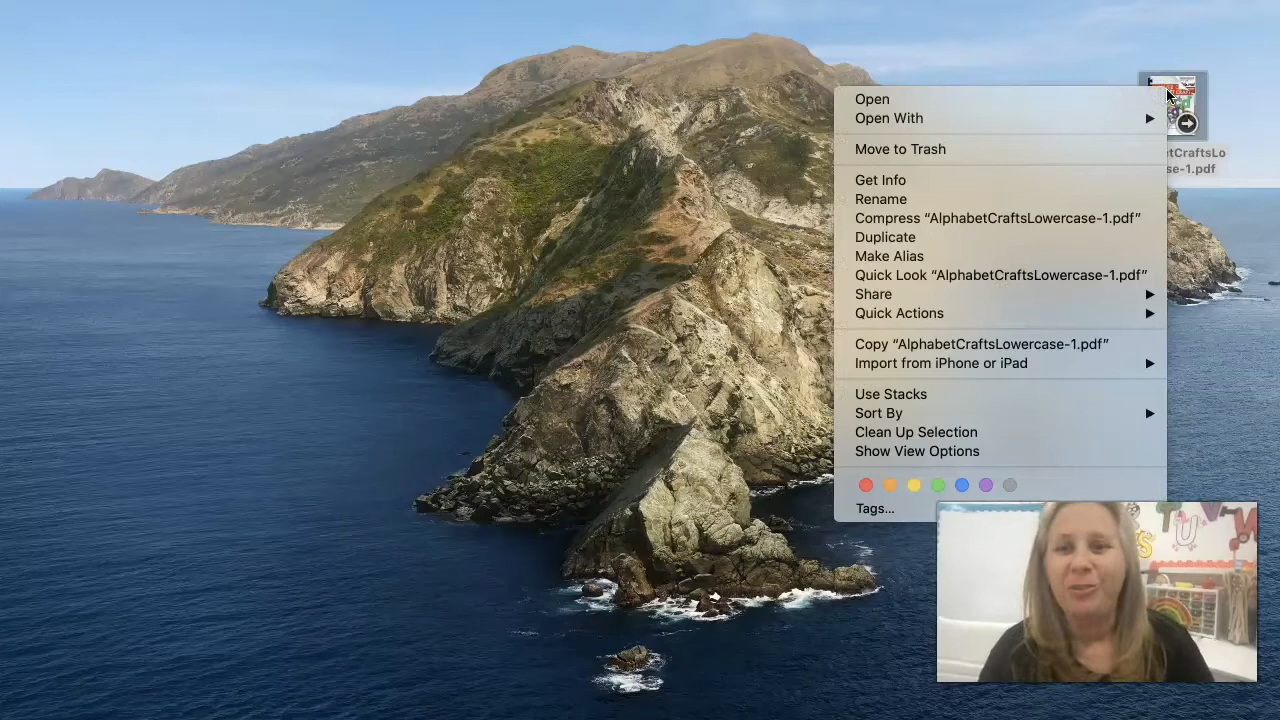 Open
Open With
Move to Trash
Get Info
Rename
Compress “AlphabetCraftsLowercase-1.pdf”
Duplicate
Make Alias
Quick Look “AlphabetCraftsLowercase-1.pdf”
Share
Quick Actions
Copy “AlphabetCraftsLowercase-1.pdf”
Import from iPhone or iPad
Use Stacks
Sort By
Clean Up Selection
Show View Options
Tags...
etCraftsLo
se-1.pdf
T U V W
S U